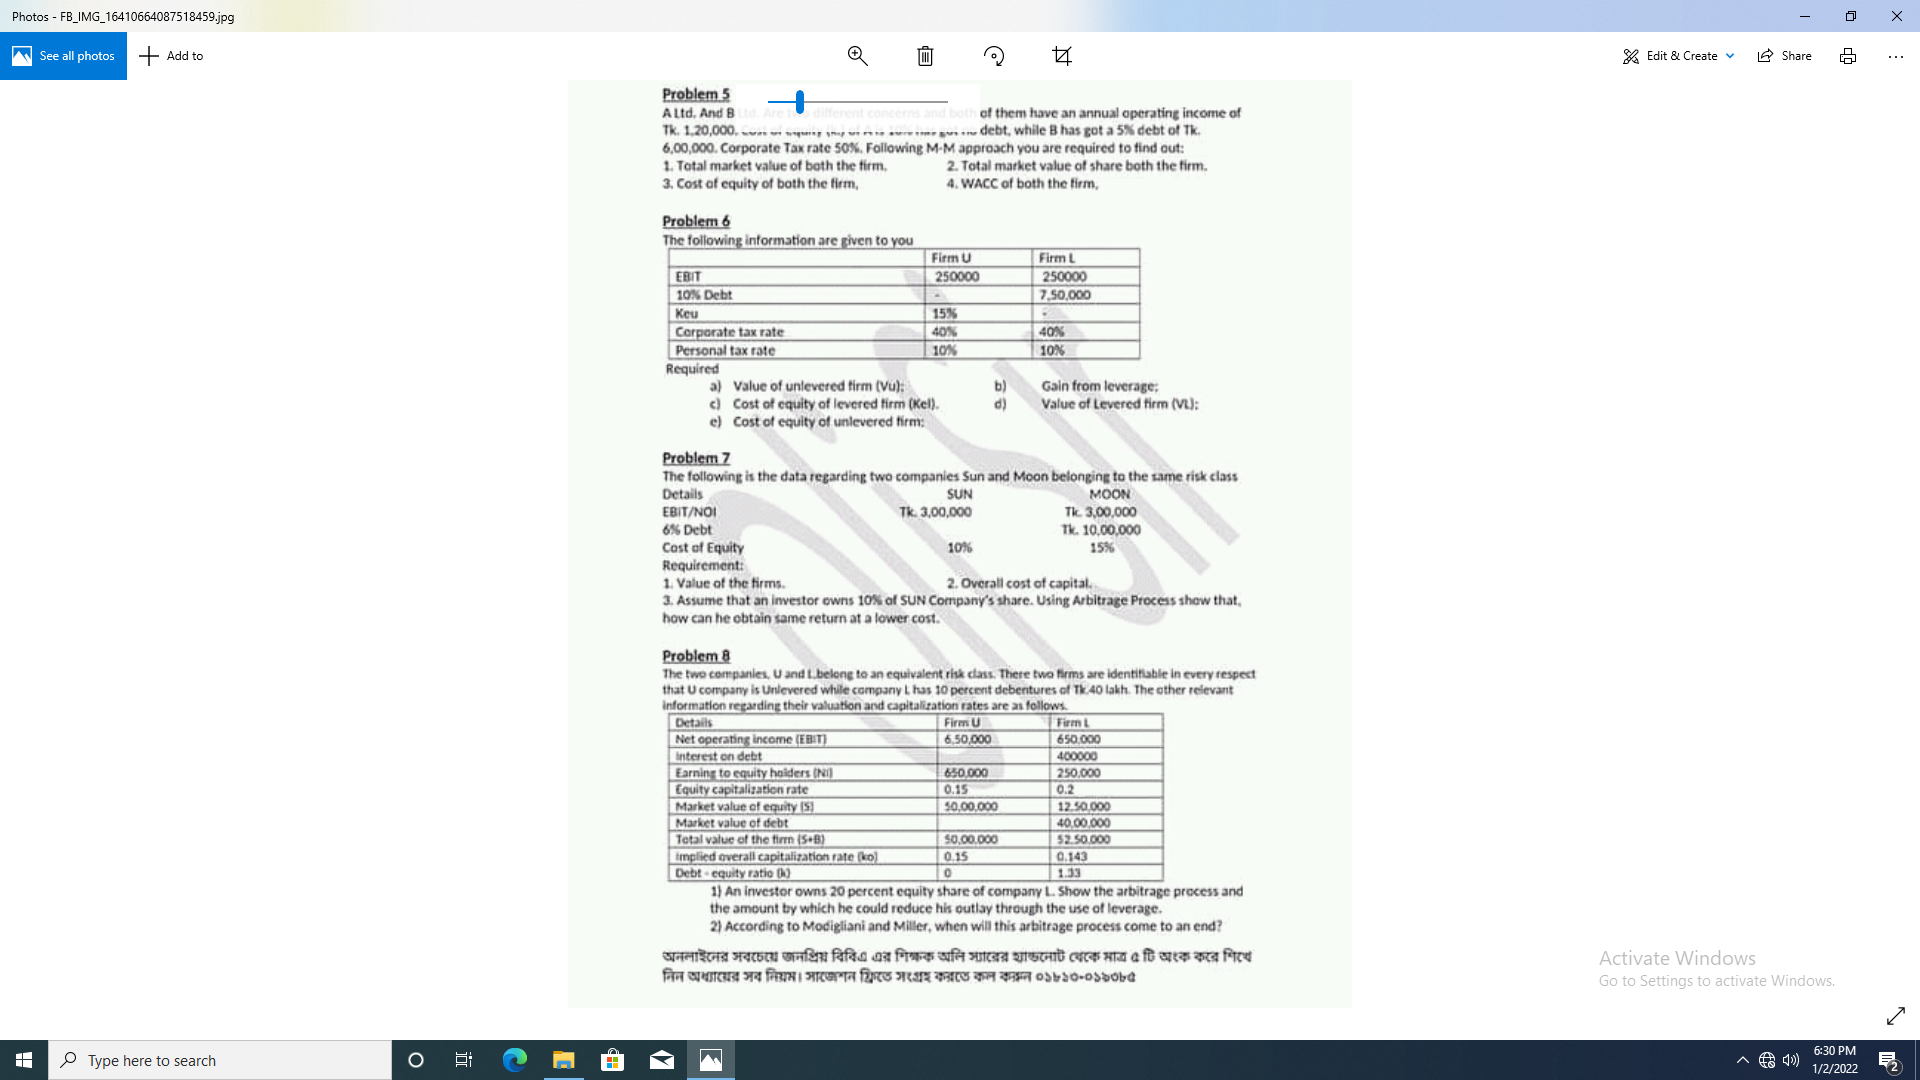 Photos - FB_IMG_16410664087518459.jpg
See all photos
Add to
Edit & Create
Share
Problem 5
A Ltd. And B Ltd. Are two different concerns and both of them have an annual operating income of
Tk. 1,20,000. Cost of equity (k) of A is 10% has got no debt, while B has got a 5% debt of Tk.
6,00,000. Corporate Tax rate 50%. Following M-M approach you are required to find out:
1. Total market value of both the firm. 2. Total market value of share both the firm.
3. Cost of equity of both the firm, 4. WACC of both the firm,
Problem 6
The following information are given to you
Firm U Firm L
EBIT 250000 250000
10% Debt - 7,50,000
Keu 15% -
Corporate tax rate 40% 40%
Personal tax rate 10% 10%
Required
a) Value of unlevered firm (Vu); b) Gain from leverage;
c) Cost of equity of levered firm (Kel). d) Value of Levered firm (VL);
e) Cost of equity of unlevered firm;
Problem 7
The following is the data regarding two companies Sun and Moon belonging to the same risk class
Details SUN MOON
EBIT/NOI Tk. 3,00,000 Tk. 3,00,000
6% Debt Tk. 10,00,000
Cost of Equity 10% 15%
Requirement:
1. Value of the firms. 2. Overall cost of capital.
3. Assume that an investor owns 10% of SUN Company's share. Using Arbitrage Process show that,
how can he obtain same return at a lower cost.
Problem 8
The two companies, U and L belong to an equivalent risk class. There two firms are identifiable in every respect
that U company is Unlevered while company L has 10 percent debentures of Tk.40 lakh. The other relevant
information regarding their valuation and capitalization rates are as follows.
Details Firm U Firm L
Net operating income (EBIT) 6,50,000 650,000
Interest on debt 400000
Earning to equity holders (NI) 650,000 250,000
Equity capitalization rate 0.15 0.2
Market value of equity (S) 50,00,000 12,50,000
Market value of debt 40,00,000
Total value of the firm (S+B) 50,00,000 52,50,000
Implied overall capitalization rate (ko) 0.15 0.143
Debt - equity ratio (k) 0 1.33
1) An investor owns 20 percent equity share of company L. Show the arbitrage process and
the amount by which he could reduce his outlay through the use of leverage.
2) According to Modigliani and Miller, when will this arbitrage process come to an end?
অনলাইনের সবচেয়ে জনপ্রিয় বিবিএ এর শিক্ষক অলি স্যারের হ্যান্ডনোট থেকে মাত্র ৫ টি অংক করে শিখে
নিন অধ্যায়ের সব নিয়ম। সাজেশন ফ্রিতে সংগ্রহ করতে কল করুন ০১৮১৩-০১৯৩৮৫
Activate Windows
Go to Settings to activate Windows.
Type here to search
6:30 PM
1/2/2022
2